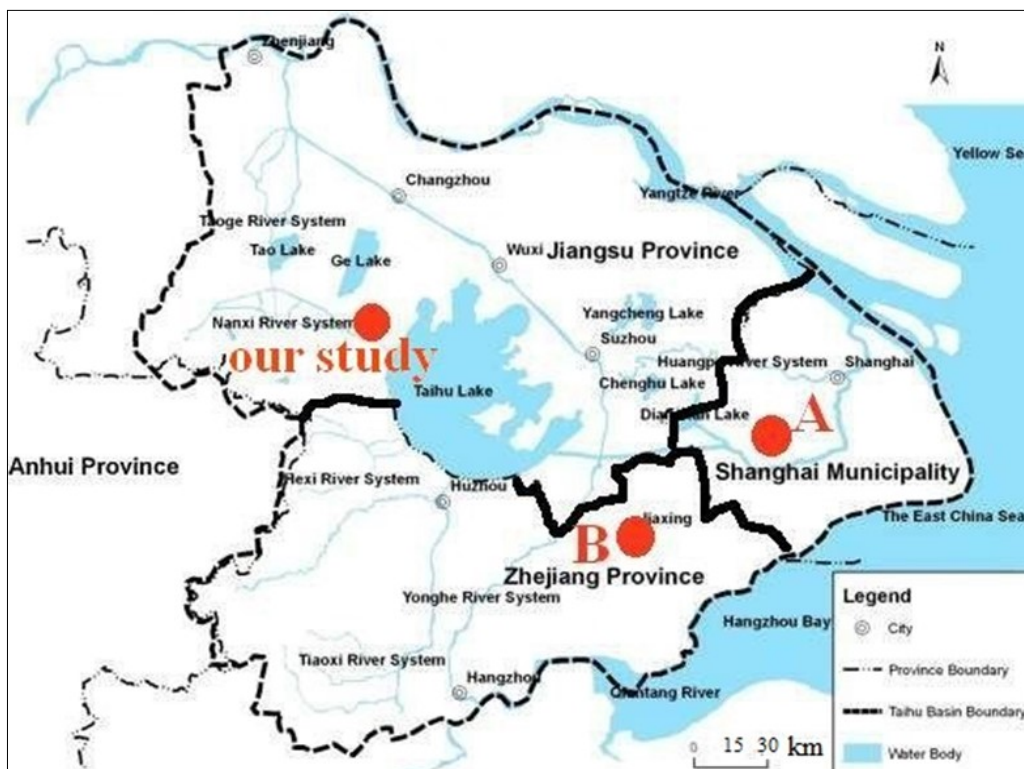 Zhenjiang
N
Yellow Se
Changzhou
Yangtze River
Taoge River System
Tao Lake
Ge Lake
Wuxi
Jiangsu Province
Yangcheng Lake
Nanxi River System
our study
Suzhou
Huangpu River System
Shanghai
Chenghu Lake
Taihu Lake
Lake
A
Anhui Province
Shanghai Municipality
Hexi River System
Huzhou
The East China Sea
Jiaxing
B
Zhejiang Province
Yonghe River System
Hangzhou Bay
Tiaoxi River System
Hangzhou
Qiantang River
Legend
City
Province Boundary
Taihu Basin Boundary
Water Body
0 15 30 km